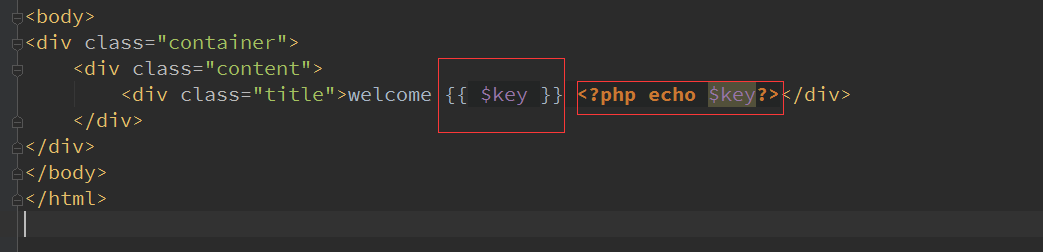 <body>
<div class="container">
    <div class="content">
        <div class="title">welcome {{ $key }} <?php echo $key?></div>
    </div>
</div>
</body>
</html>